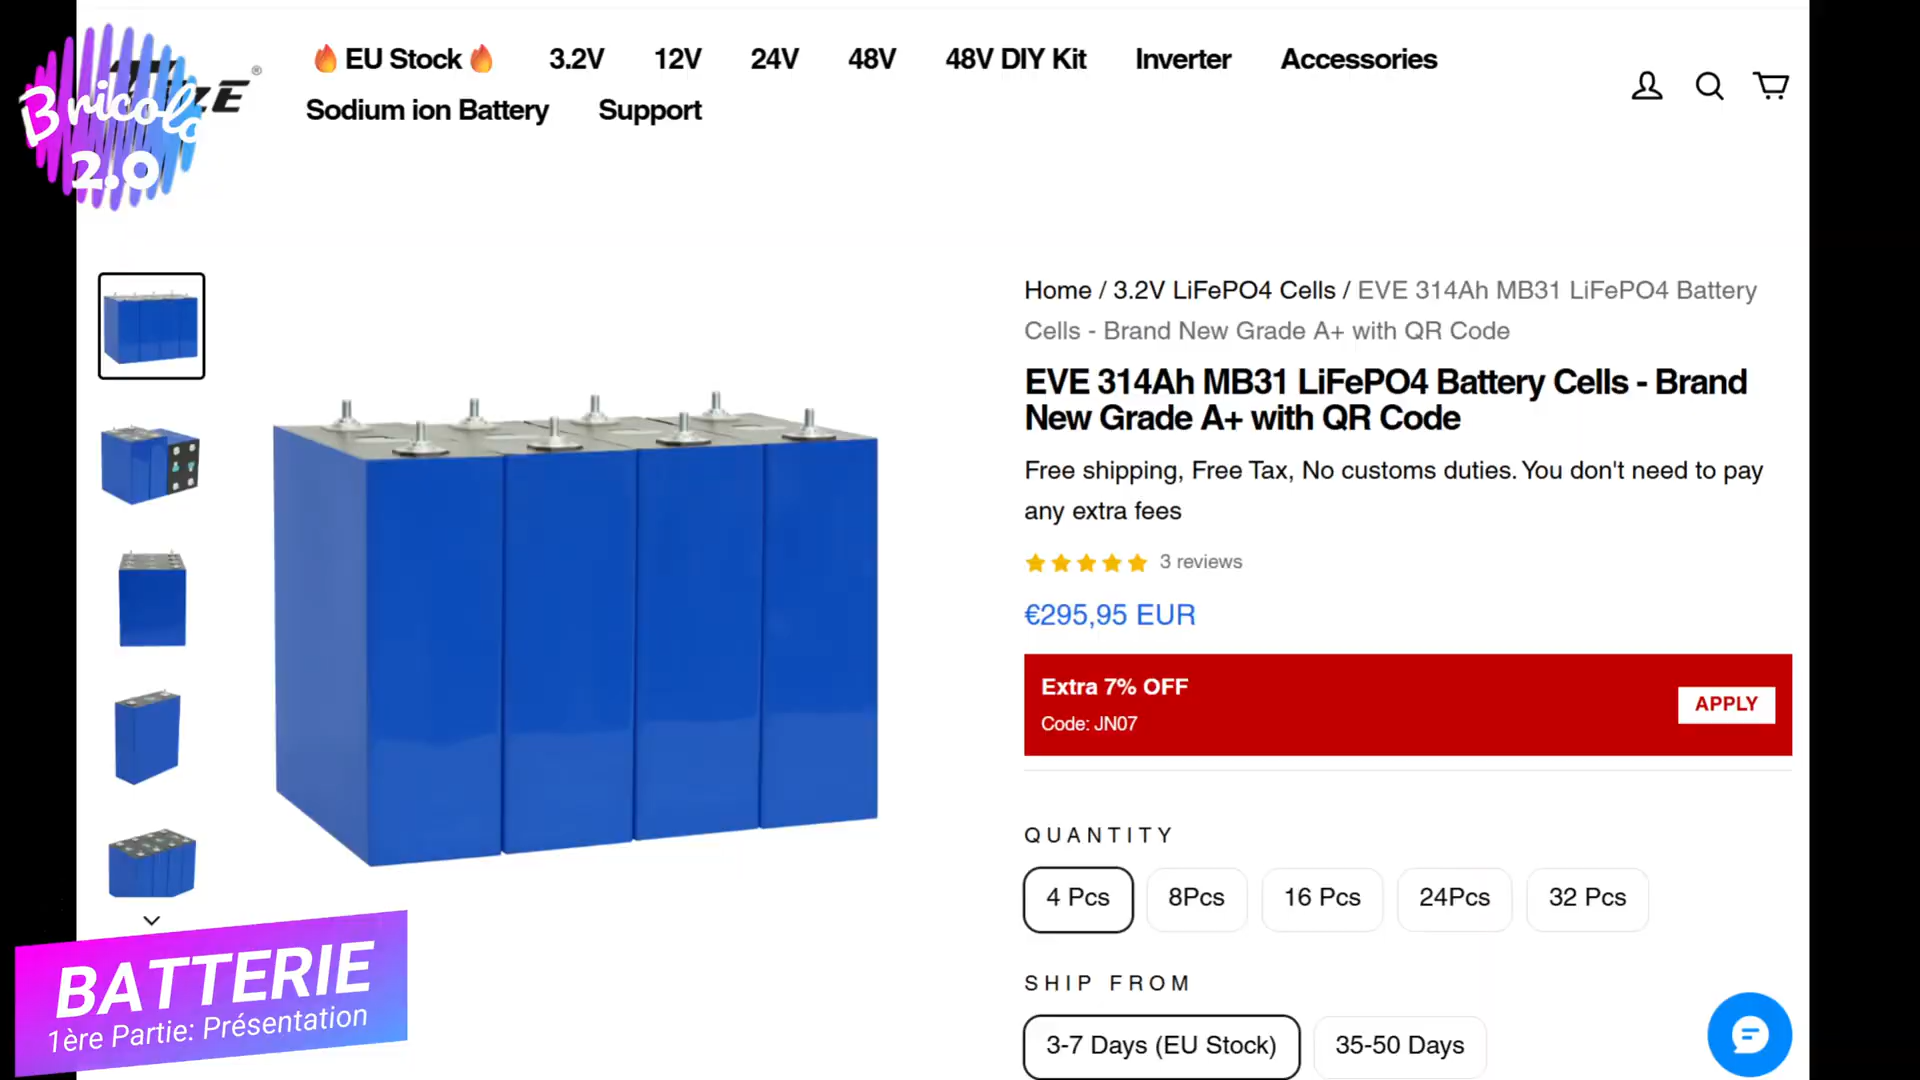 🔥 EU Stock 🔥 3.2V 12V 24V 48V 48V DIY Kit Inverter Accessories
Sodium ion Battery Support
Bricolo
2.0
Home / 3.2V LiFePO4 Cells / EVE 314Ah MB31 LiFePO4 Battery
Cells - Brand New Grade A+ with QR Code
EVE 314Ah MB31 LiFePO4 Battery Cells - Brand
New Grade A+ with QR Code
Free shipping, Free Tax, No customs duties. You don't need to pay
any extra fees
3 reviews
€295,95 EUR
Extra 7% OFF
Code: JN07
APPLY
QUANTITY
4 Pcs 8Pcs 16 Pcs 24Pcs 32 Pcs
SHIP FROM
3-7 Days (EU Stock) 35-50 Days
BATTERIE
1ère Partie: Présentation